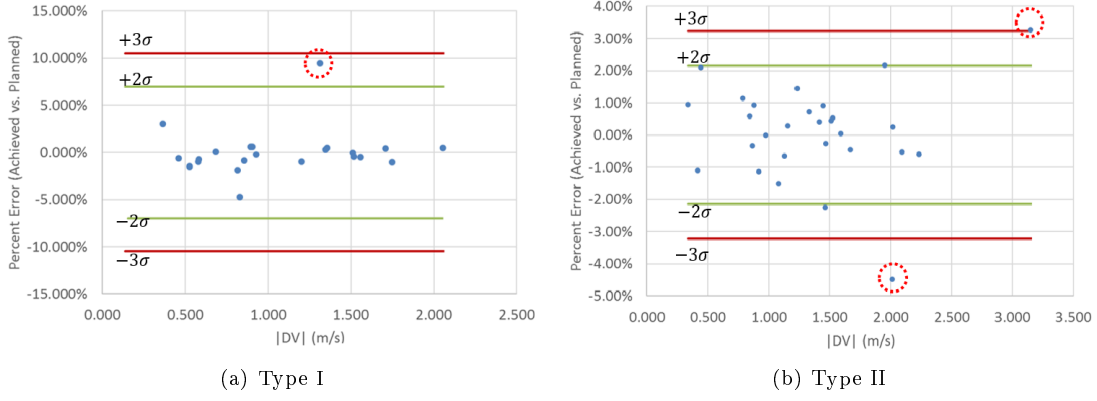 15.000%
10.000%
5.000%
0.000%
-5.000%
-10.000%
-15.000%
Percent Error (Achieved vs. Planned)
+3σ
+2σ
−2σ
−3σ
0.000 0.500 1.000 1.500 2.000 2.500
|DV| (m/s)
(a) Type I
4.00%
3.00%
2.00%
1.00%
0.00%
-1.00%
-2.00%
-3.00%
-4.00%
-5.00%
Percent Error (Achieved vs. Planned)
+3σ
+2σ
−2σ
−3σ
0.000 0.500 1.000 1.500 2.000 2.500 3.000 3.500
|DV| (m/s)
(b) Type II